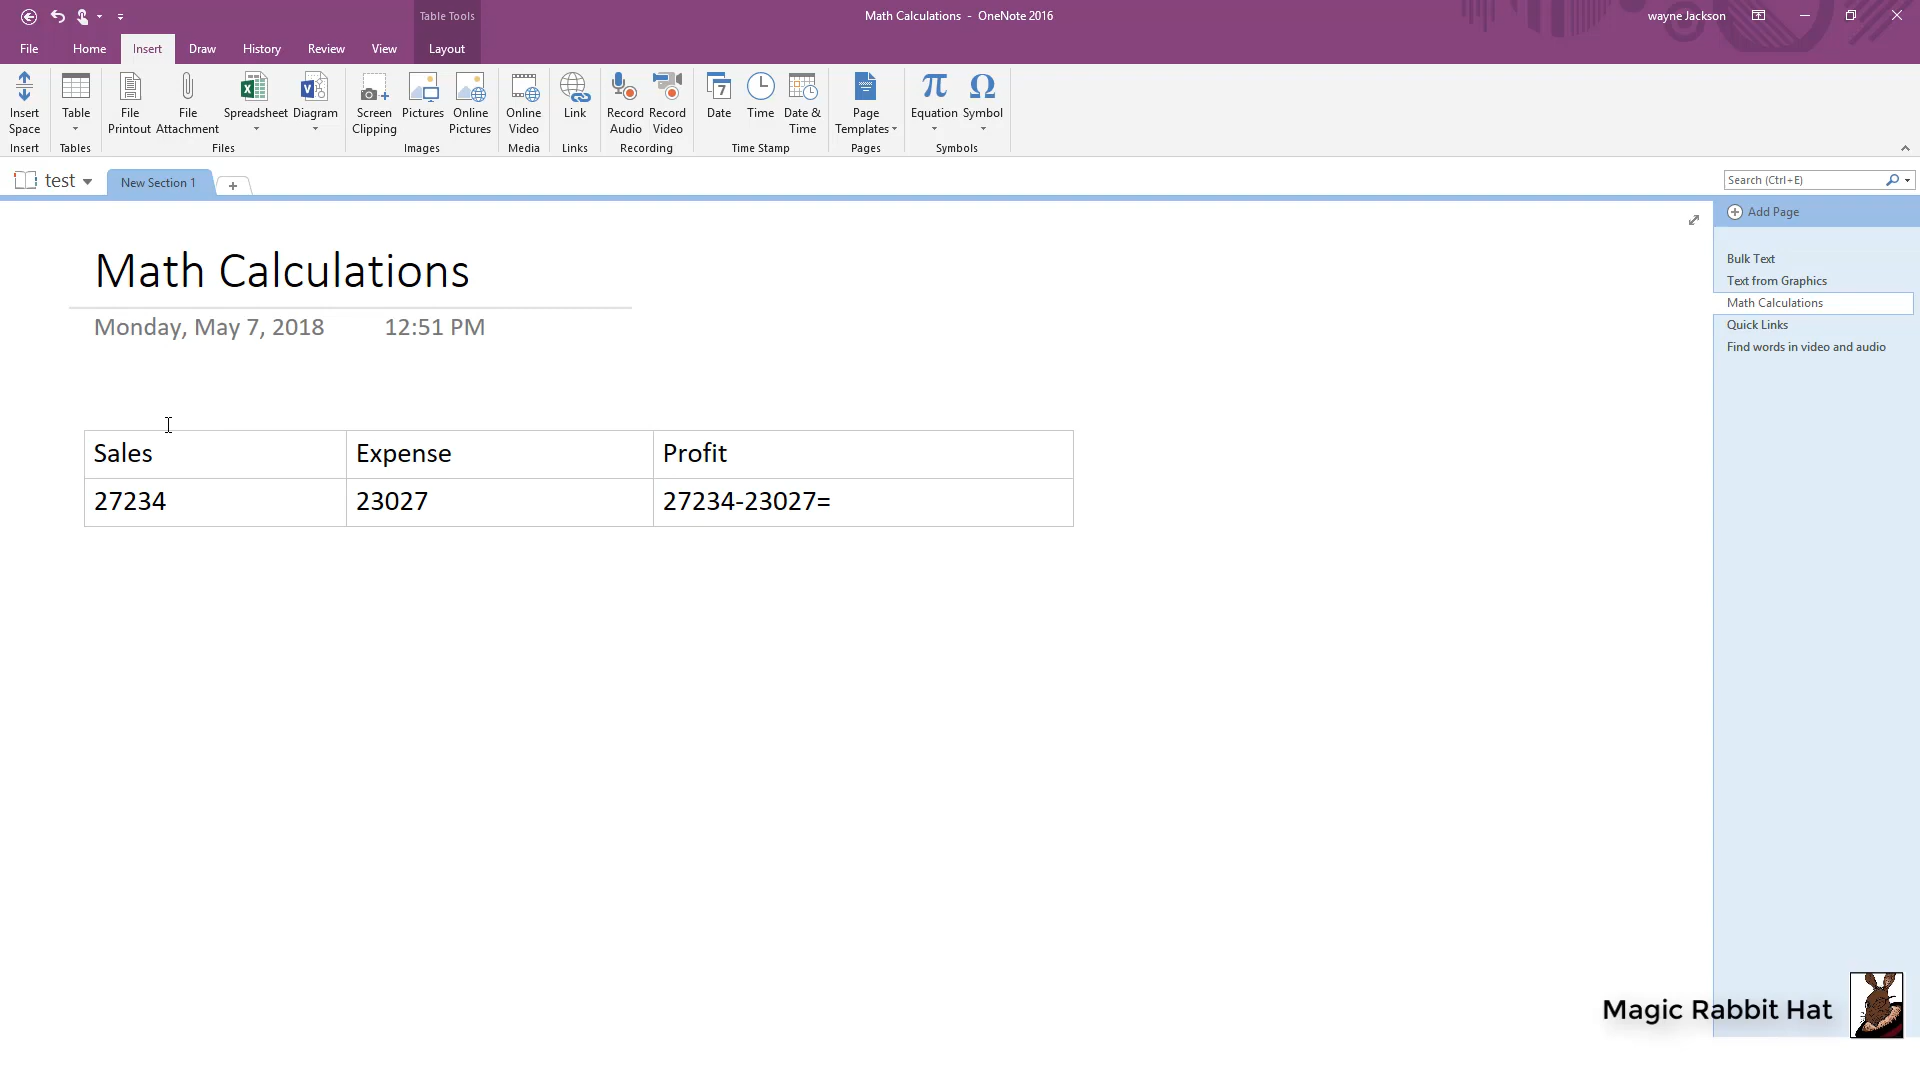 Table Tools
Math Calculations - OneNote 2016
wayne Jackson
File Home Insert Draw History Review View Layout
Insert Space
Table
File Printout
File Attachment
Spreadsheet
Diagram
Screen Clipping
Pictures
Online Pictures
Online Video
Link
Record Audio
Record Video
Date
Time
Date & Time
Page Templates
Equation
Symbol
Insert Tables Files Images Media Links Recording Time Stamp Pages Symbols
test
New Section 1
Search (Ctrl+E)
Add Page
Bulk Text
Text from Graphics
Math Calculations
Quick Links
Find words in video and audio
Math Calculations
Monday, May 7, 2018 12:51 PM
Sales Expense Profit
27234 23027 27234-23027=
Magic Rabbit Hat